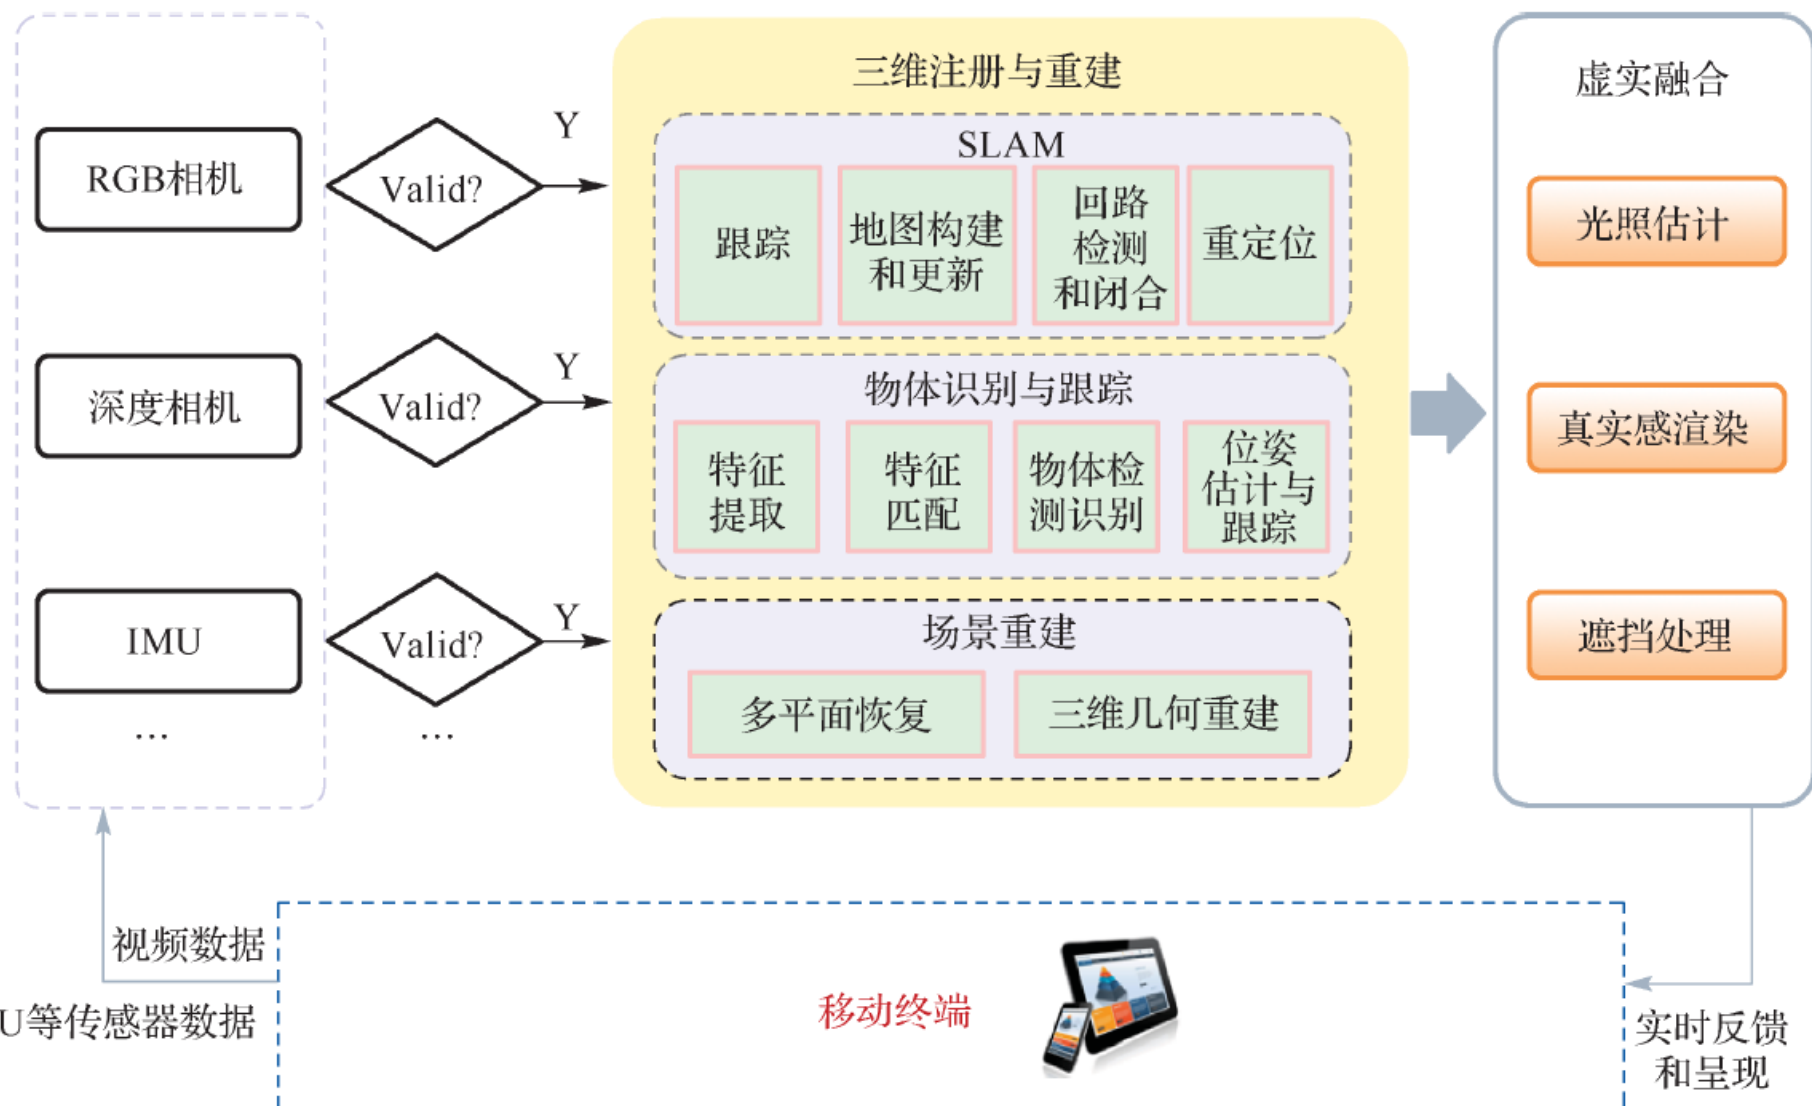 RGB相机
Valid?
Y
深度相机
Valid?
Y
IMU
Valid?
Y
...
...
三维注册与重建
SLAM
跟踪
地图构建
和更新
回路
检测
和闭合
重定位
物体识别与跟踪
特征
提取
特征
匹配
物体检
测识别
位姿
估计与
跟踪
场景重建
多平面恢复
三维几何重建
虚实融合
光照估计
真实感渲染
遮挡处理
视频数据
U等传感器数据
移动终端
实时反馈
和呈现